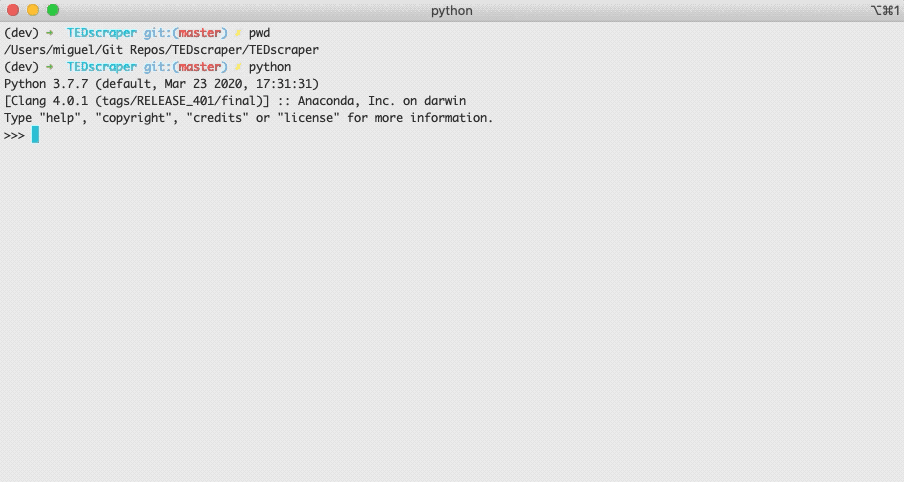 python
⌥⌘1
(dev) ➜ TEDscraper git:(master) ✗ pwd
/Users/miguel/Git Repos/TEDscraper/TEDscraper
(dev) ➜ TEDscraper git:(master) ✗ python
Python 3.7.7 (default, Mar 23 2020, 17:31:31)
[Clang 4.0.1 (tags/RELEASE_401/final)] :: Anaconda, Inc. on darwin
Type "help", "copyright", "credits" or "license" for more information.
>>>